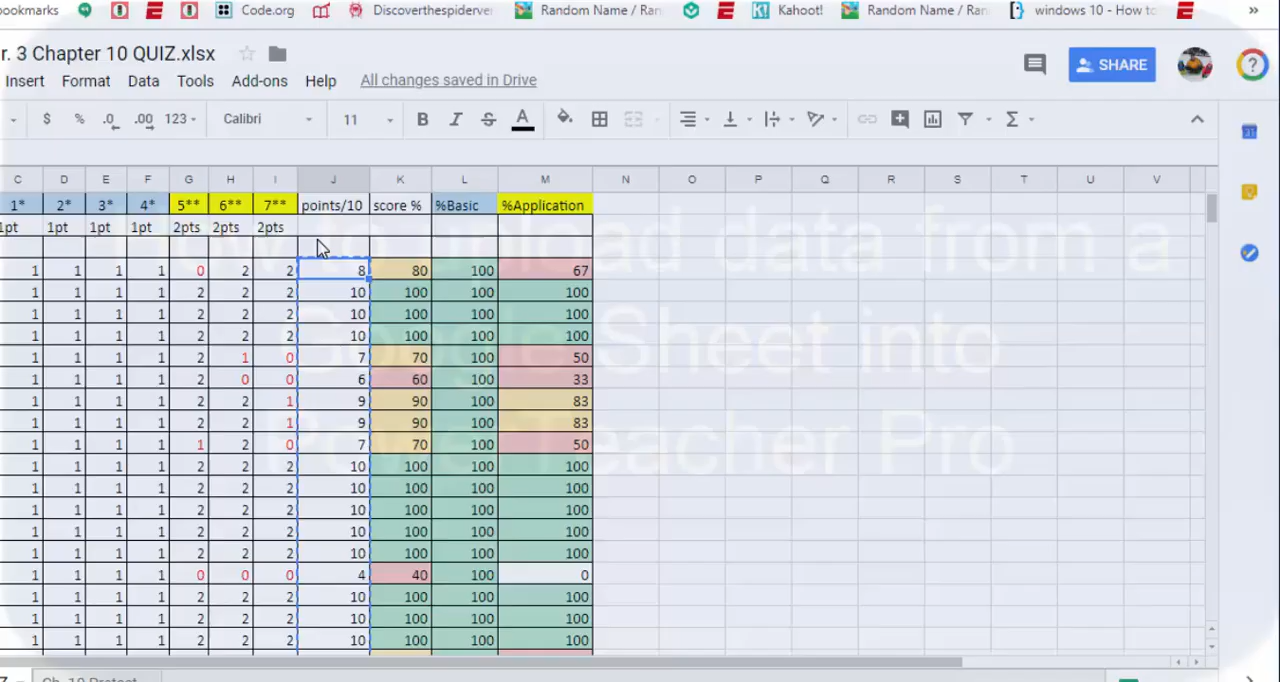 ookmarks Code.org Discoverthespiderve Random Name / Ran Kahoot! Random Name / Ran windows 10 - How to »
r. 3 Chapter 10 QUIZ.xlsx
SHARE
Insert Format Data Tools Add-ons Help All changes saved in Drive
$ % .0 .00 123 Calibri 11 B I S A
C D E F G H I J K L M N O P Q R S T U V
1* 2* 3* 4* 5** 6** 7** points/10 score % %Basic %Application
1pt 1pt 1pt 1pt 2pts 2pts 2pts
How to upload data from a
Google Sheet into
PowerTeacher Pro
1 1 1 1 0 2 2 8 80 100 67
1 1 1 1 2 2 2 10 100 100 100
1 1 1 1 2 2 2 10 100 100 100
1 1 1 1 2 2 2 10 100 100 100
1 1 1 1 2 1 0 7 70 100 50
1 1 1 1 2 0 0 6 60 100 33
1 1 1 1 2 2 1 9 90 100 83
1 1 1 1 2 2 1 9 90 100 83
1 1 1 1 1 2 0 7 70 100 50
1 1 1 1 2 2 2 10 100 100 100
1 1 1 1 2 2 2 10 100 100 100
1 1 1 1 2 2 2 10 100 100 100
1 1 1 1 2 2 2 10 100 100 100
1 1 1 1 2 2 2 10 100 100 100
1 1 1 1 0 0 0 4 40 100 0
1 1 1 1 2 2 2 10 100 100 100
1 1 1 1 2 2 2 10 100 100 100
1 1 1 1 2 2 2 10 100 100 100
Z Ch. 10 Pretest